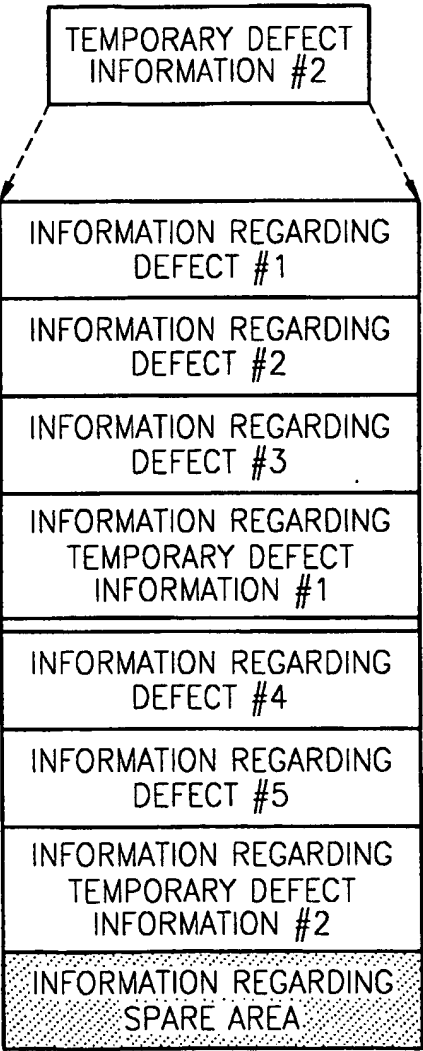 TEMPORARY DEFECT
INFORMATION #2
INFORMATION REGARDING
DEFECT #1
INFORMATION REGARDING
DEFECT #2
INFORMATION REGARDING
DEFECT #3
INFORMATION REGARDING
TEMPORARY DEFECT
INFORMATION #1
INFORMATION REGARDING
DEFECT #4
INFORMATION REGARDING
DEFECT #5
INFORMATION REGARDING
TEMPORARY DEFECT
INFORMATION #2
INFORMATION REGARDING
SPARE AREA